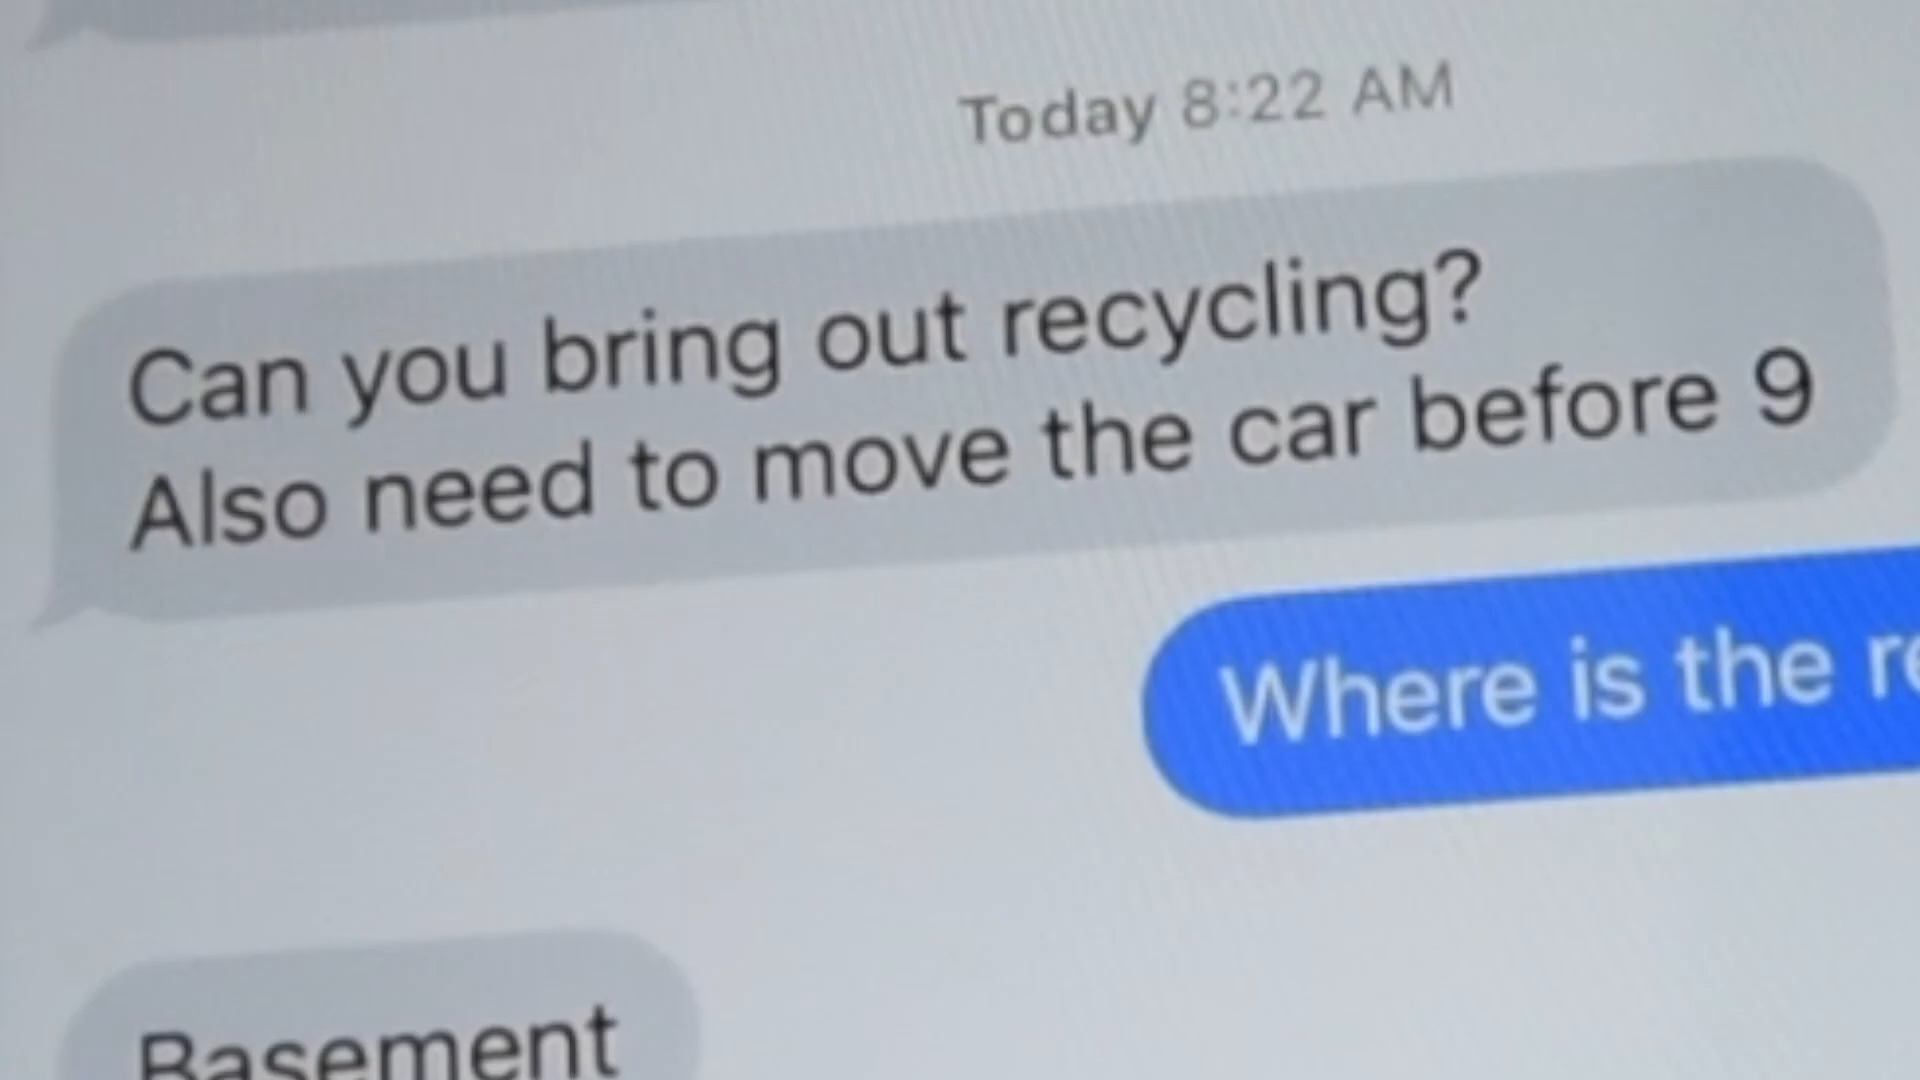 Today 8:22 AM
Can you bring out recycling?
Also need to move the car before 9
Where is the
Basement